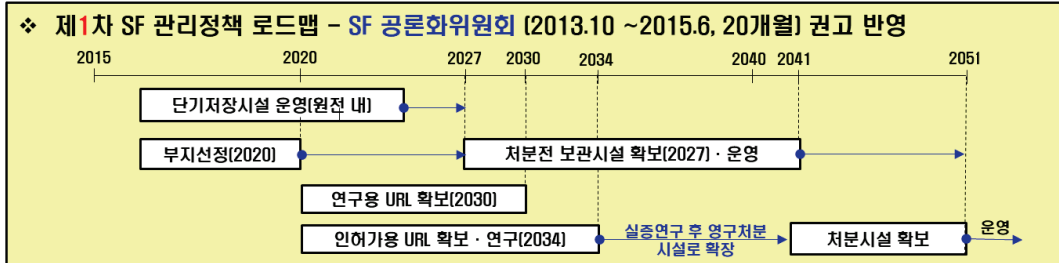 ❖ 제1차 SF 관리정책 로드맵 – SF 공론화위원회 (2013.10 ~2015.6, 20개월) 권고 반영
2015 2020 2027 2030 2034 2040 2041 2051
단기저장시설 운영(원전 내)
부지선정(2020) 처분전 보관시설 확보(2027)·운영
연구용 URL 확보(2030)
인허가용 URL 확보·연구(2034) 실증연구 후 영구처분 처분시설 확보 운영
시설로 확장